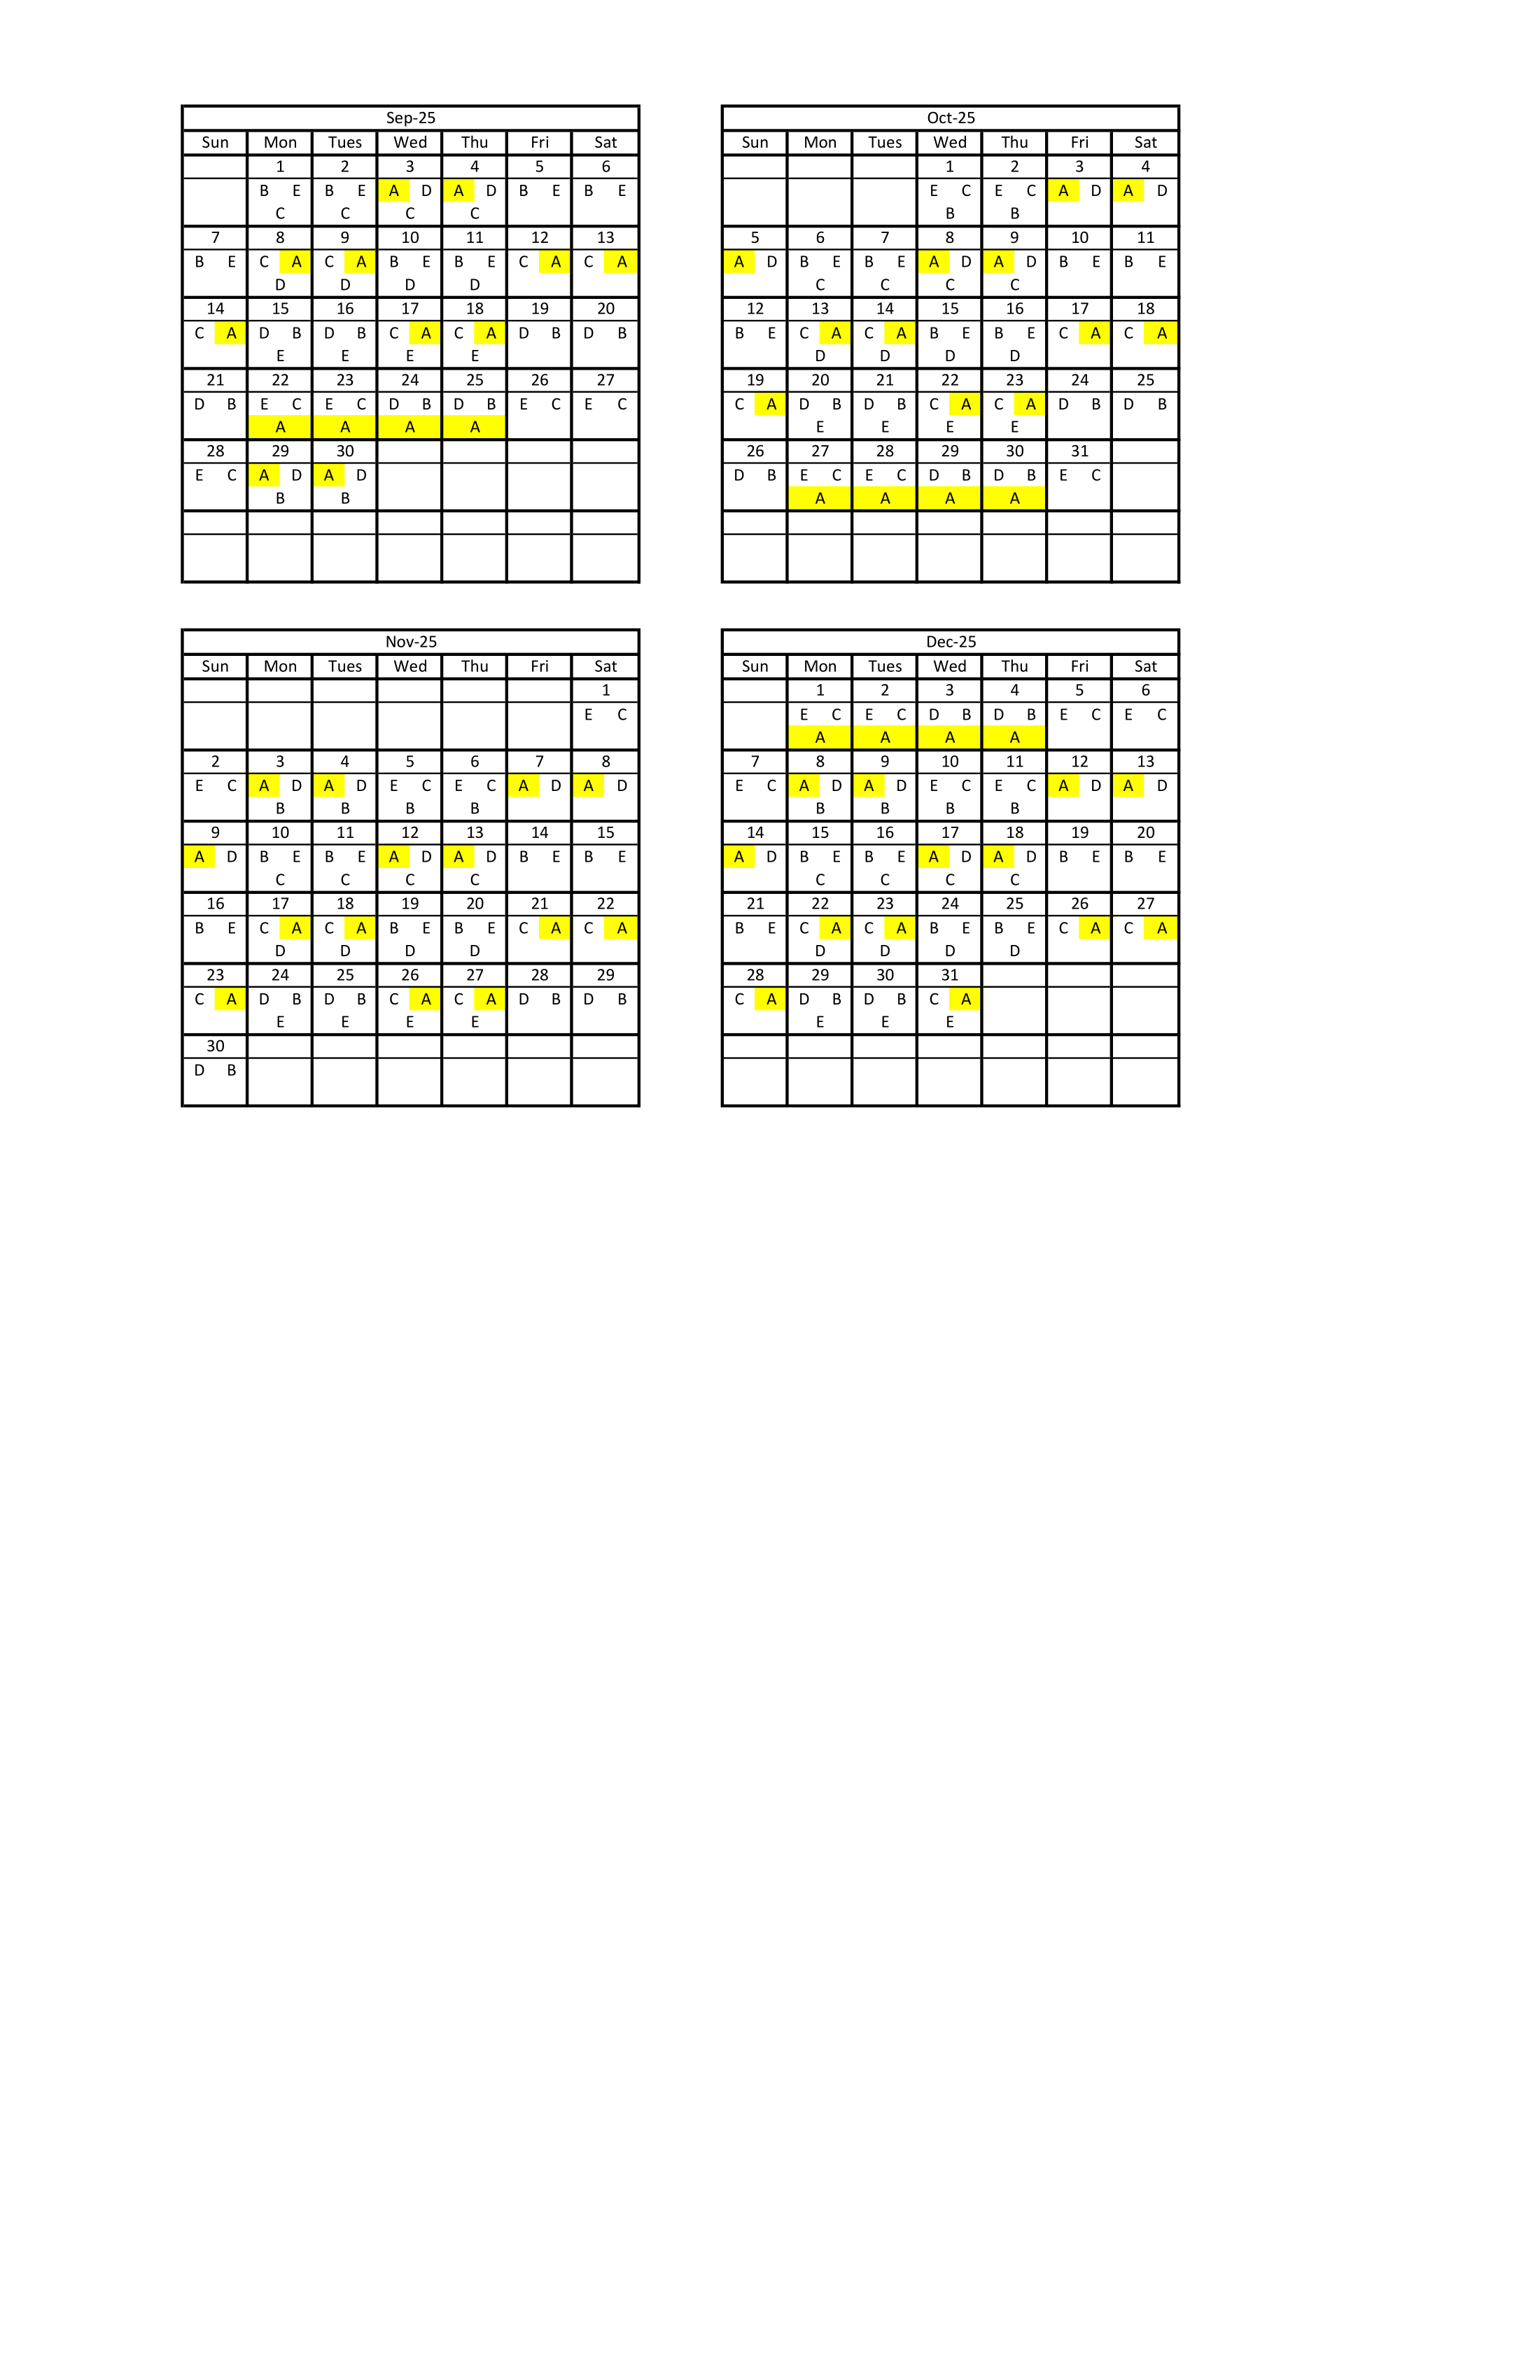 Sep-25
Sun Mon Tues Wed Thu Fri Sat
1 2 3 4 5 6
B E B E A D A D B E B E
C C C C
7 8 9 10 11 12 13
B E C A C A B E B E C A C A
D D D D
14 15 16 17 18 19 20
C A D B D B C A C A D B D B
E E E E
21 22 23 24 25 26 27
D B E C E C D B D B E C E C
A A A A
28 29 30
E C A D A D
B B
Oct-25
Sun Mon Tues Wed Thu Fri Sat
1 2 3 4
E C E C A D A D
B B
5 6 7 8 9 10 11
A D B E B E A D A D B E B E
C C C C
12 13 14 15 16 17 18
B E C A C A B E B E C A C A
D D D D
19 20 21 22 23 24 25
C A D B D B C A C A D B D B
E E E E
26 27 28 29 30 31
D B E C E C D B D B E C
A A A A
Nov-25
Sun Mon Tues Wed Thu Fri Sat
1
E C
2 3 4 5 6 7 8
E C A D A D E C E C A D A D
B B B B
9 10 11 12 13 14 15
A D B E B E A D A D B E B E
C C C C
16 17 18 19 20 21 22
B E C A C A B E B E C A C A
D D D D
23 24 25 26 27 28 29
C A D B D B C A C A D B D B
E E E E
30
D B
Dec-25
Sun Mon Tues Wed Thu Fri Sat
1 2 3 4 5 6
E C E C D B D B E C E C
A A A A
7 8 9 10 11 12 13
E C A D A D E C E C A D A D
B B B B
14 15 16 17 18 19 20
A D B E B E A D A D B E B E
C C C C
21 22 23 24 25 26 27
B E C A C A B E B E C A C A
D D D D
28 29 30 31
C A D B D B C A
E E E